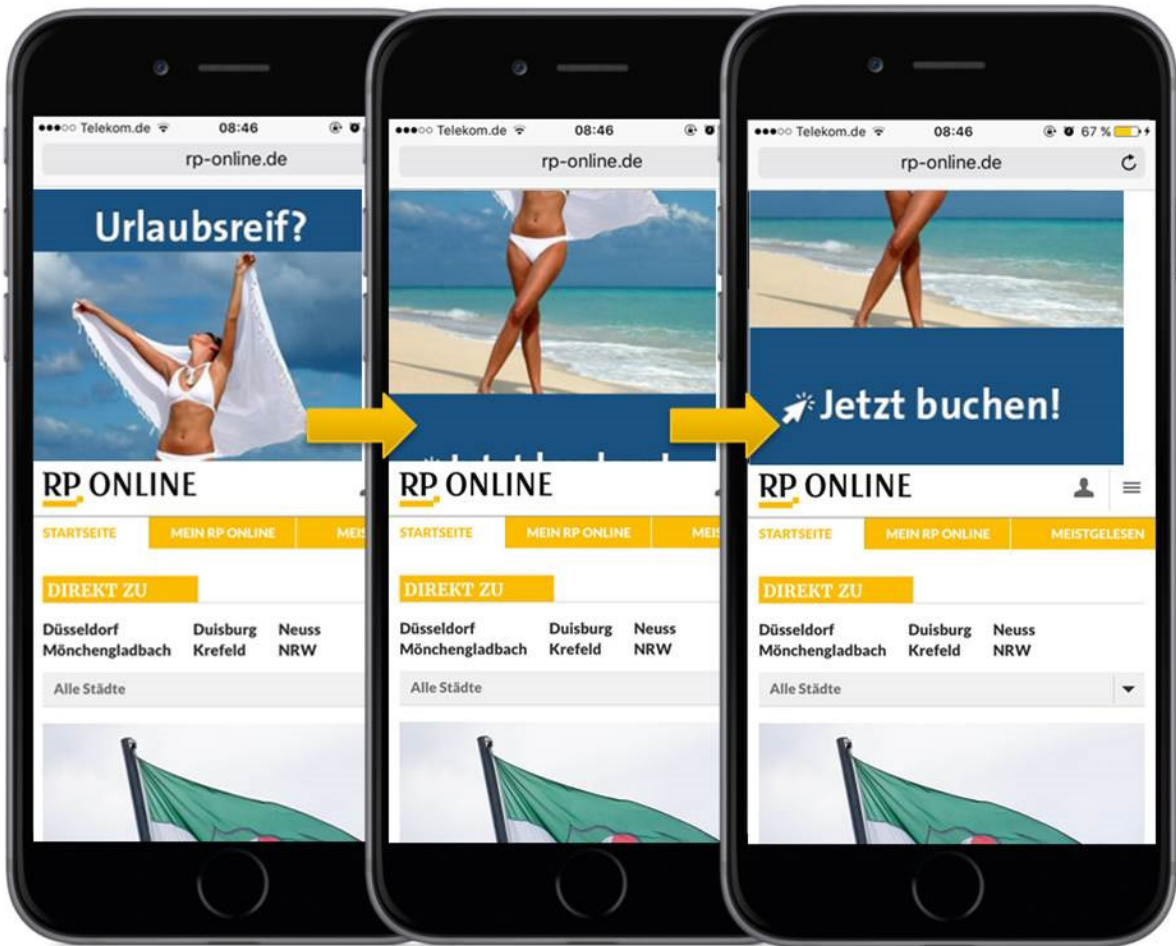 Telekom.de 08:46
rp-online.de
Urlaubsreif?
RP ONLINE
STARTSEITE MEIN RP ONLINE MEIS
DIREKT ZU
Düsseldorf Duisburg Neuss
Mönchengladbach Krefeld NRW
Alle Städte
Telekom.de 08:46
rp-online.de
RP ONLINE
STARTSEITE MEIN RP ONLINE ME
DIREKT ZU
Düsseldorf Duisburg Neuss
Mönchengladbach Krefeld NRW
Alle Städte
Telekom.de 08:46 67 %
rp-online.de
Jetzt buchen!
RP ONLINE
STARTSEITE MEIN RP ONLINE MEISTGELESEN
DIREKT ZU
Düsseldorf Duisburg Neuss
Mönchengladbach Krefeld NRW
Alle Städte